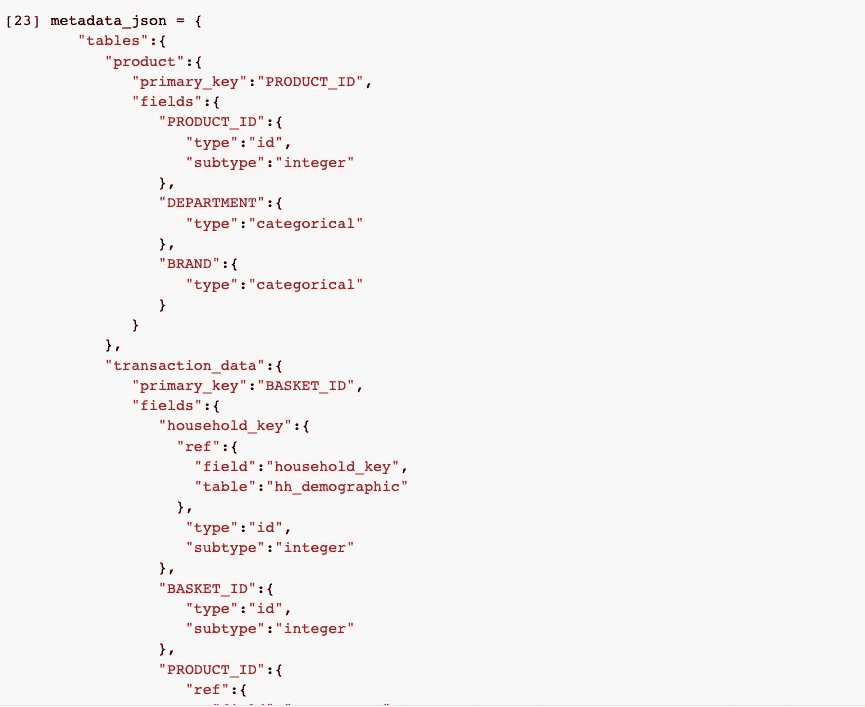 [23] metadata_json = {
"tables":{
"product":{
"primary_key":"PRODUCT_ID",
"fields":{
"PRODUCT_ID":{
"type":"id",
"subtype":"integer"
},
"DEPARTMENT":{
"type":"categorical"
},
"BRAND":{
"type":"categorical"
}
}
},
"transaction_data":{
"primary_key":"BASKET_ID",
"fields":{
"household_key":{
"ref":{
"field":"household_key",
"table":"hh_demographic"
},
"type":"id",
"subtype":"integer"
},
"BASKET_ID":{
"type":"id",
"subtype":"integer"
},
"PRODUCT_ID":{
"ref":{